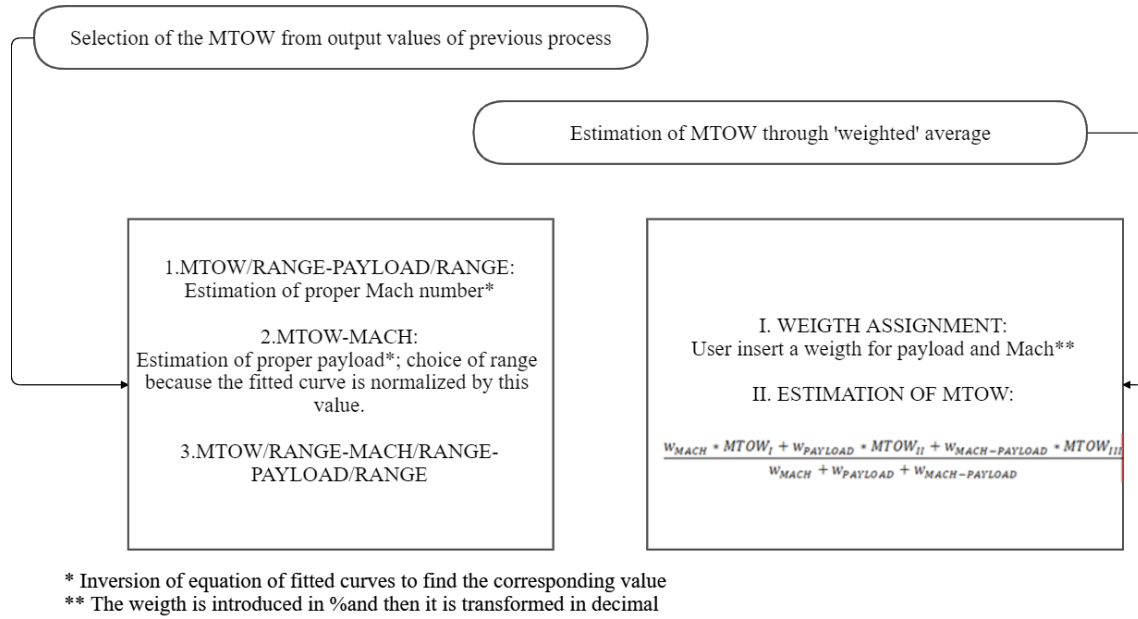 Selection of the MTOW from output values of previous process
Estimation of MTOW through 'weighted' average
1.MTOW/RANGE-PAYLOAD/RANGE:
Estimation of proper Mach number*
2.MTOW-MACH:
Estimation of proper payload*; choice of range
because the fitted curve is normalized by this
value.
3.MTOW/RANGE-MACH/RANGE-
PAYLOAD/RANGE
I. WEIGTH ASSIGNMENT:
User insert a weigth for payload and Mach**
II. ESTIMATION OF MTOW:
w_MACH * MTOW_I + w_PAYLOAD * MTOW_II + w_MACH-PAYLOAD * MTOW_III
w_MACH + w_PAYLOAD + w_MACH-PAYLOAD
* Inversion of equation of fitted curves to find the corresponding value
** The weigth is introduced in %and then it is transformed in decimal